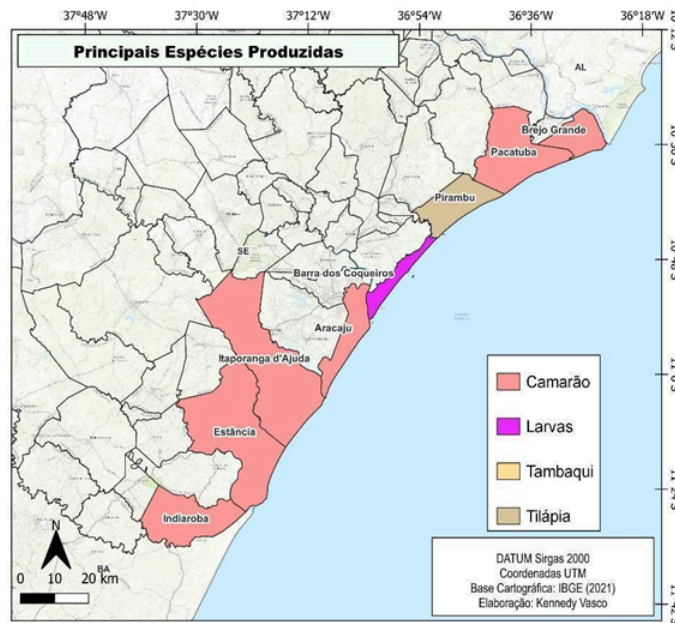 37°48'W
37°30'W
37°12'W
36°54'W
36°36'W
36°18'W
Principais Espécies Produzidas
AL
Brejo Grande
Pacatuba
Pirambu
SE
Barra dos Coqueiros
Aracaju
Itaporanga d'Ajuda
Estância
Indiaroba
BA
N
0 10 20 km
Camarão
Larvas
Tambaqui
Tilápia
DATUM Sirgas 2000
Coordenadas UTM
Base Cartográfica: IBGE (2021)
Elaboração: Kennedy Vasco